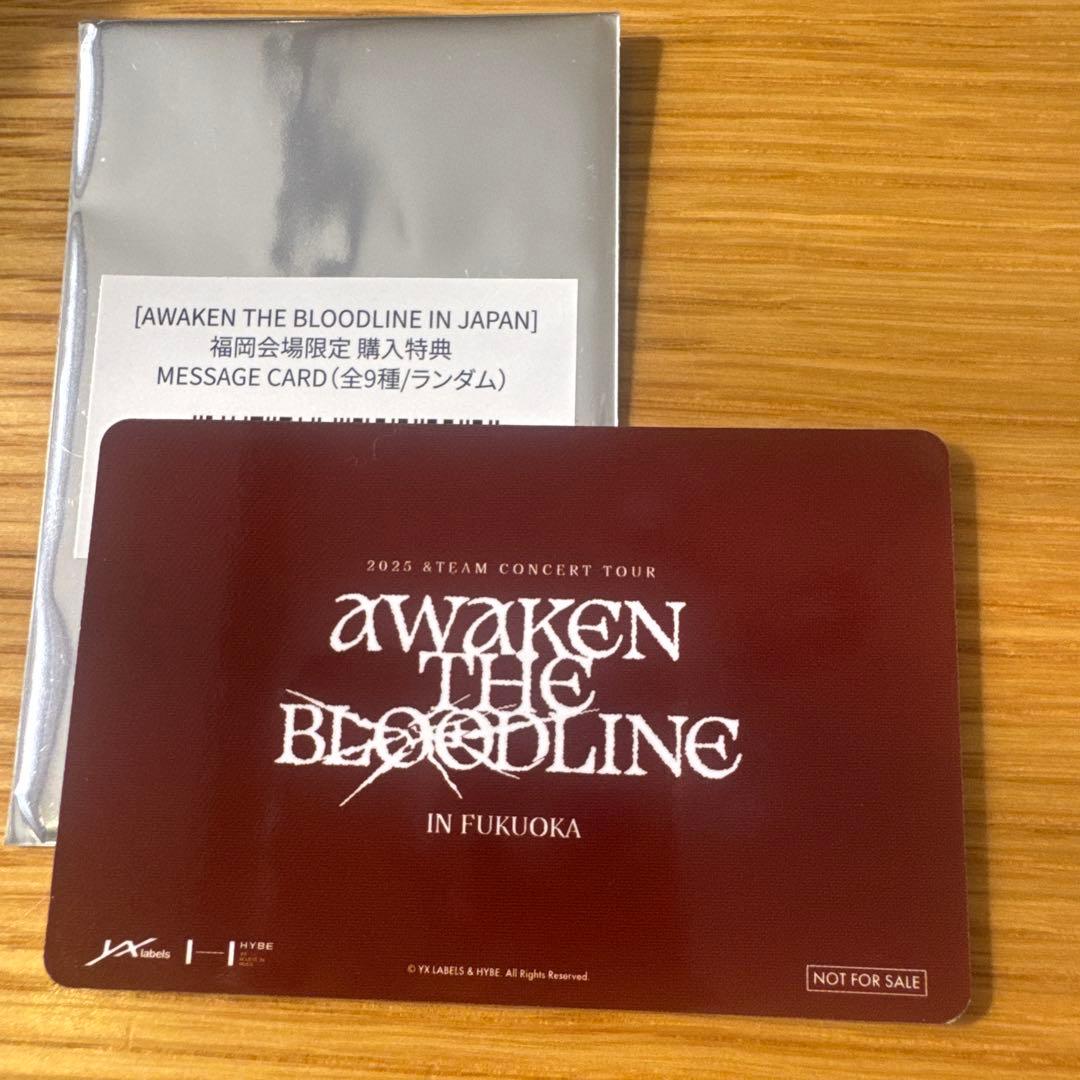 [AWAKEN THE BLOODLINE IN JAPAN]
福岡会場限定 購入特典
MESSAGE CARD(全9種/ランダム)
2025 &TEAM CONCERT TOUR
AWAKEN
THE
BLOODLINE
IN FUKUOKA
YX labels
HYBE
© YX LABELS & HYBE. All Rights Reserved.
NOT FOR SALE